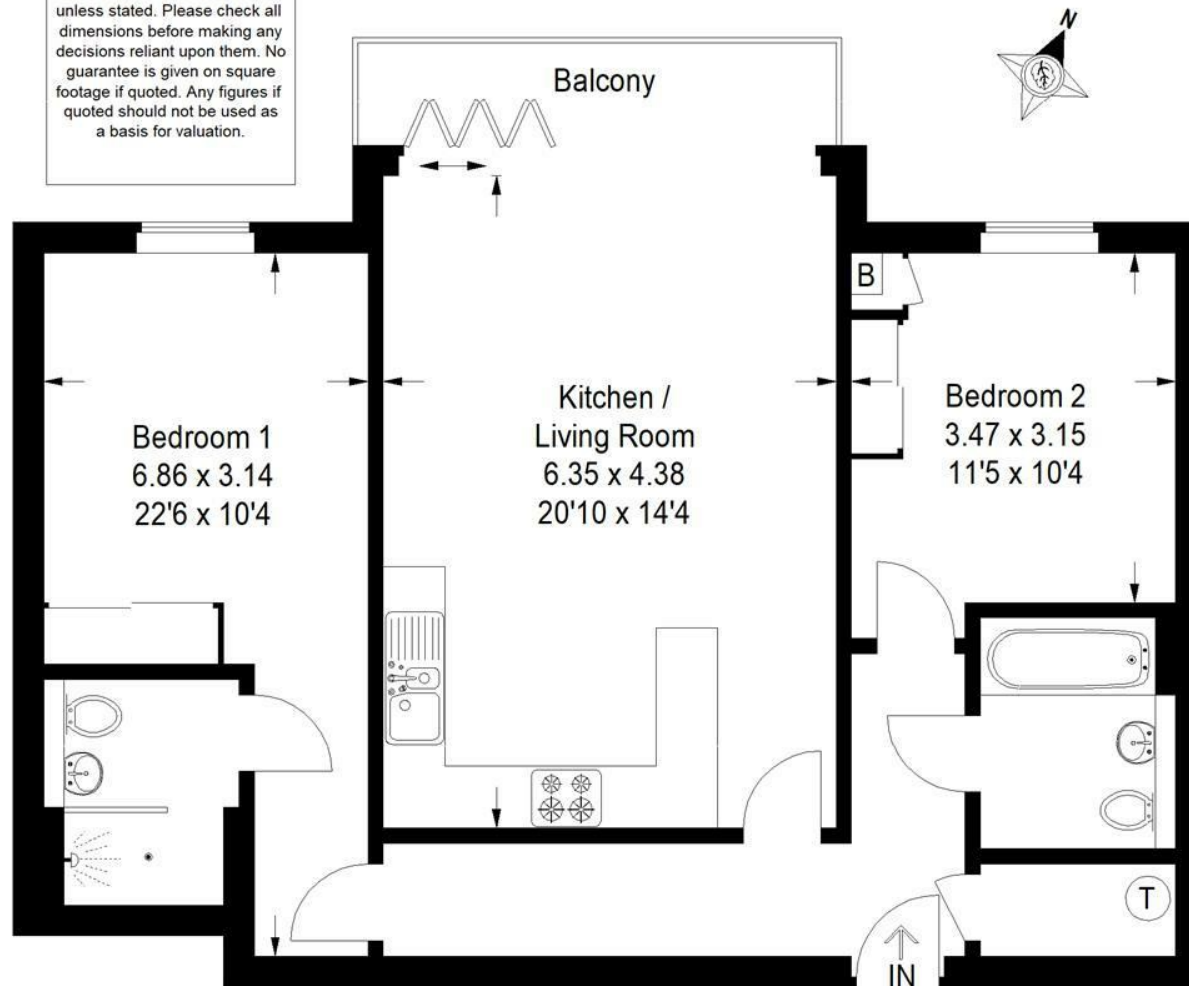 unless stated. Please check all
dimensions before making any
decisions reliant upon them. No
guarantee is given on square
footage if quoted. Any figures if
quoted should not be used as
a basis for valuation.
N
Balcony
B
Bedroom 1
6.86 x 3.14
22'6 x 10'4
Kitchen /
Living Room
6.35 x 4.38
20'10 x 14'4
Bedroom 2
3.47 x 3.15
11'5 x 10'4
T
IN